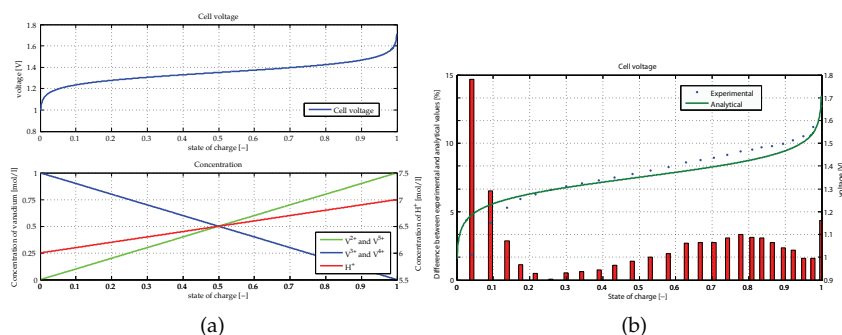 Cell voltage
1.8
1.6
1.4
1.2
1
0.8
voltage [V]
Cell voltage
0 0.1 0.2 0.3 0.4 0.5 0.6 0.7 0.8 0.9 1
state of charge [−]
Concentration
1
0.75
0.5
0.25
0
Concentration of vanadium [mol/l]
7.5
7
6.5
6
5.5
Concentration of H+ [mol/l]
V2+ and V5+
V3+ and V4+
H+
0 0.1 0.2 0.3 0.4 0.5 0.6 0.7 0.8 0.9 1
state of charge [−]
(a)
Cell voltage
15
10
5
0
Difference between experimental and analytical values [%]
Experimental
Analytical
1.8
1.7
1.6
1.5
1.4
1.3
1.2
1.1
1
0.9
voltage [V]
0 0.1 0.2 0.3 0.4 0.5 0.6 0.7 0.8 0.9 1
State of charge [−]
(b)